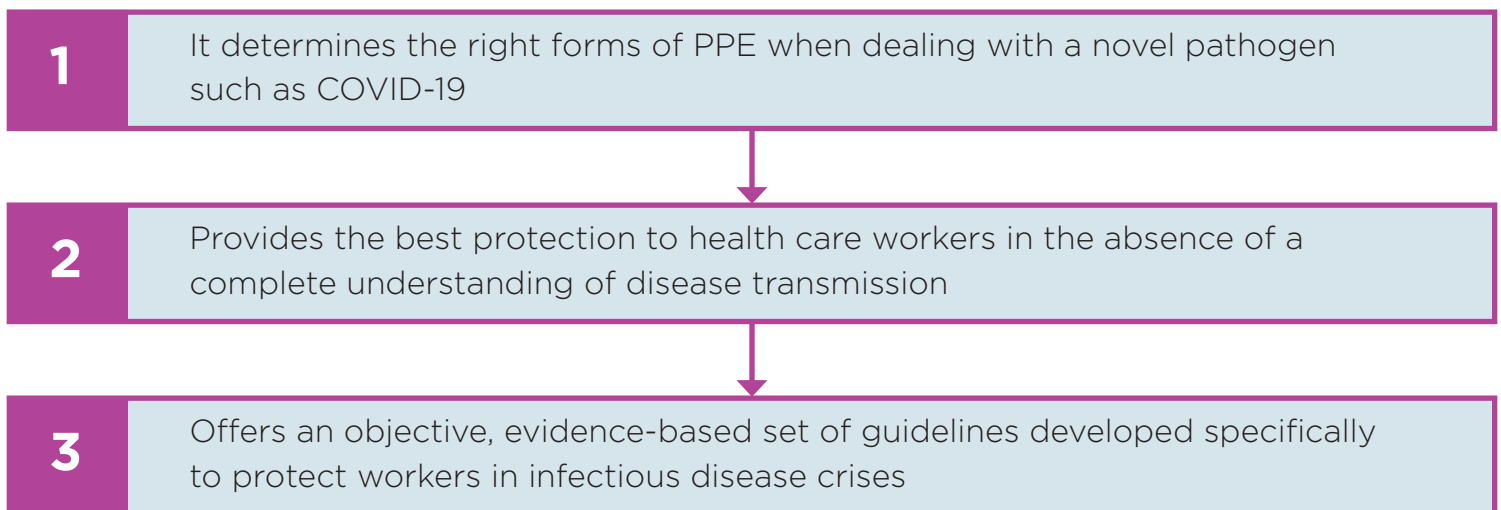 1
It determines the right forms of PPE when dealing with a novel pathogen
such as COVID-19
2
Provides the best protection to health care workers in the absence of a
complete understanding of disease transmission
3
Offers an objective, evidence-based set of guidelines developed specifically
to protect workers in infectious disease crises